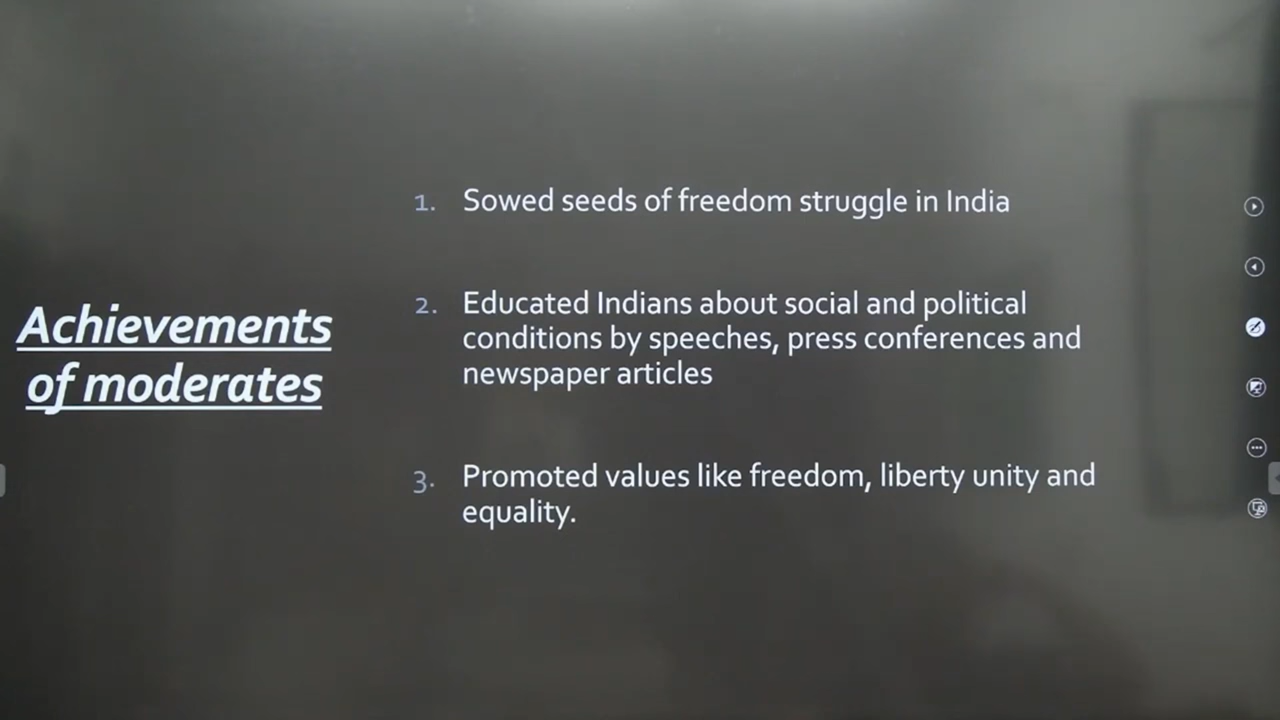 Achievements
of moderates
1. Sowed seeds of freedom struggle in India
2. Educated Indians about social and political
conditions by speeches, press conferences and
newspaper articles
3. Promoted values like freedom, liberty unity and
equality.